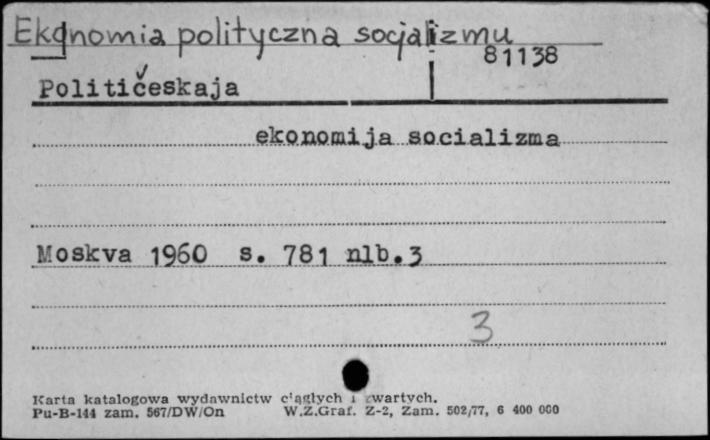 Ekonomia polityczna socjalizmu
81138
Politićeskaja
ekonomija socializma
Moskva 1960 s. 781 nlb.3
3
Karta katalogowa wydawnictw ciągłych i zwartych.
Pu-B-144 zam. 567/DW/On W.Z.Graf. Z-2, Zam. 502/77, 6 400 000